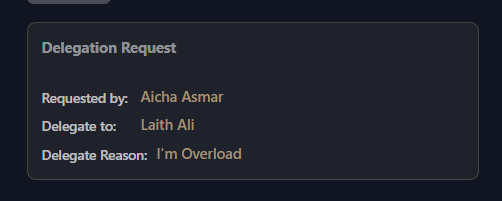 Delegation Request
Requested by: Aicha Asmar
Delegate to: Laith Ali
Delegate Reason: I'm Overload